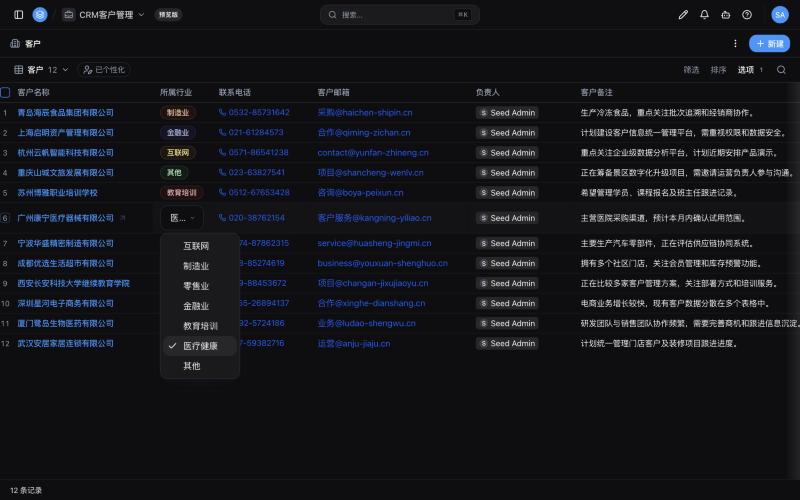 CRM客户管理 预览版 搜索... ⌘K SA
客户 新建
客户 12 已个性化 筛选 排序 选项 1
客户名称 所属行业 联系电话 客户邮箱 负责人 客户备注
1 青岛海辰食品集团有限公司 制造业 0532-85731642 采购@haichen-shipin.cn S Seed Admin 生产冷冻食品，重点关注批次追溯和经销商协作。
2 上海启明资产管理有限公司 金融业 021-61284573 合作@qiming-zichan.cn S Seed Admin 计划建设客户信息统一管理平台，需重视权限和数据安全。
3 杭州云帆智能科技有限公司 互联网 0571-86541238 contact@yunfan-zhineng.cn S Seed Admin 重点关注企业级数据分析平台，计划近期安排产品演示。
4 重庆山城文旅发展有限公司 其他 023-63827541 项目@shancheng-wenlv.cn S Seed Admin 正在筹备景区数字化升级项目，需邀请运营负责人参与沟通。
5 苏州博雅职业培训学校 教育培训 0512-67653428 咨询@boya-peixun.cn S Seed Admin 希望管理学员、课程报名及班主任跟进记录。
6 广州康宁医疗器械有限公司 医... 020-38762154 客户服务@kangning-yiliao.cn S Seed Admin 主营医院采购渠道，预计本月内确认试用范围。
7 宁波华盛精密制造有限公司 74-87862315 service@huasheng-jingmi.cn S Seed Admin 主要生产汽车零部件，正在评估供应链协同系统。
8 成都优选生活超市有限公司 8-85274619 business@youxuan-shenghuo.cn S Seed Admin 拥有多个社区门店，关注会员管理和库存预警功能。
9 西安长安科技大学继续教育学院 9-88453672 项目@changan-jixujiaoyu.cn S Seed Admin 正在比较多家客户管理方案，关注部署方式和培训服务。
10 深圳星河电子商务有限公司 55-26894137 合作@xinghe-dianshang.cn S Seed Admin 电商业务增长较快，现有客户数据分散在多个表格中。
11 厦门鹭岛生物医药有限公司 92-5724186 业务@ludao-shengwu.cn S Seed Admin 研发团队与销售团队协作频繁，需要完善商机和跟进信息沉淀。
12 武汉安居家居连锁有限公司 7-59382716 运营@anju-jiaju.cn S Seed Admin 计划统一管理门店客户及装修项目跟进进度。
互联网
制造业
零售业
金融业
教育培训
医疗健康
其他
12 条记录